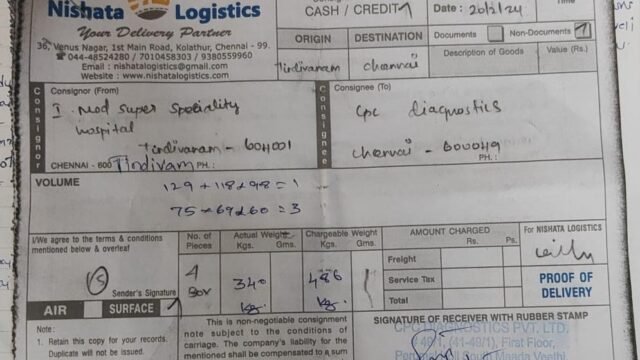 Nishata Logistics
Your Delivery Partner
36, Venus Nagar, 1st Main Road, Kolathur, Chennai - 99.
044-48524280 / 7010458303 / 9380559960
Email : nishatalogistics@gmail.com
Website : www.nishatalogistics.com
CASH / CREDIT
Date : 20/2/24
Time
ORIGIN DESTINATION
Tindivanam Chennai
Documents Non-Documents
Description of Goods Value (Rs.)
Consignor
Consignor (From)
I Mod Super Speciality
Hospital
Tindivanam - 604001
CHENNAI - 600 Tindivam PH. :
Consignee
Consignee (To)
CPC diagnostics
Chennai - 600049
PH. :
VOLUME
129 × 118 × 98 = 1
75 × 69 × 60 = 3
I/We agree to the terms & conditions
mentioned below & overleaf
Sender's Signature
No. of
Pieces
4
Box
Actual Weight
Kgs. Gms.
340
kg
Chargeable Weight
Kgs. Gms.
486
kg
AMOUNT CHARGED
Rs. Ps.
Freight
Service Tax
Total
For NISHATA LOGISTICS
PROOF OF
DELIVERY
AIR SURFACE
Note :
1. Retain this copy for your records.
Duplicate will not be issued.
This is non-negotiable consignment
note subject to the conditions of
carriage. The company's liability for the
mentioned shall be compensated to a sum
SIGNATURE OF RECEIVER WITH RUBBER STAMP
CPC DIAGNOSTICS PVT. LTD.
First Floor,